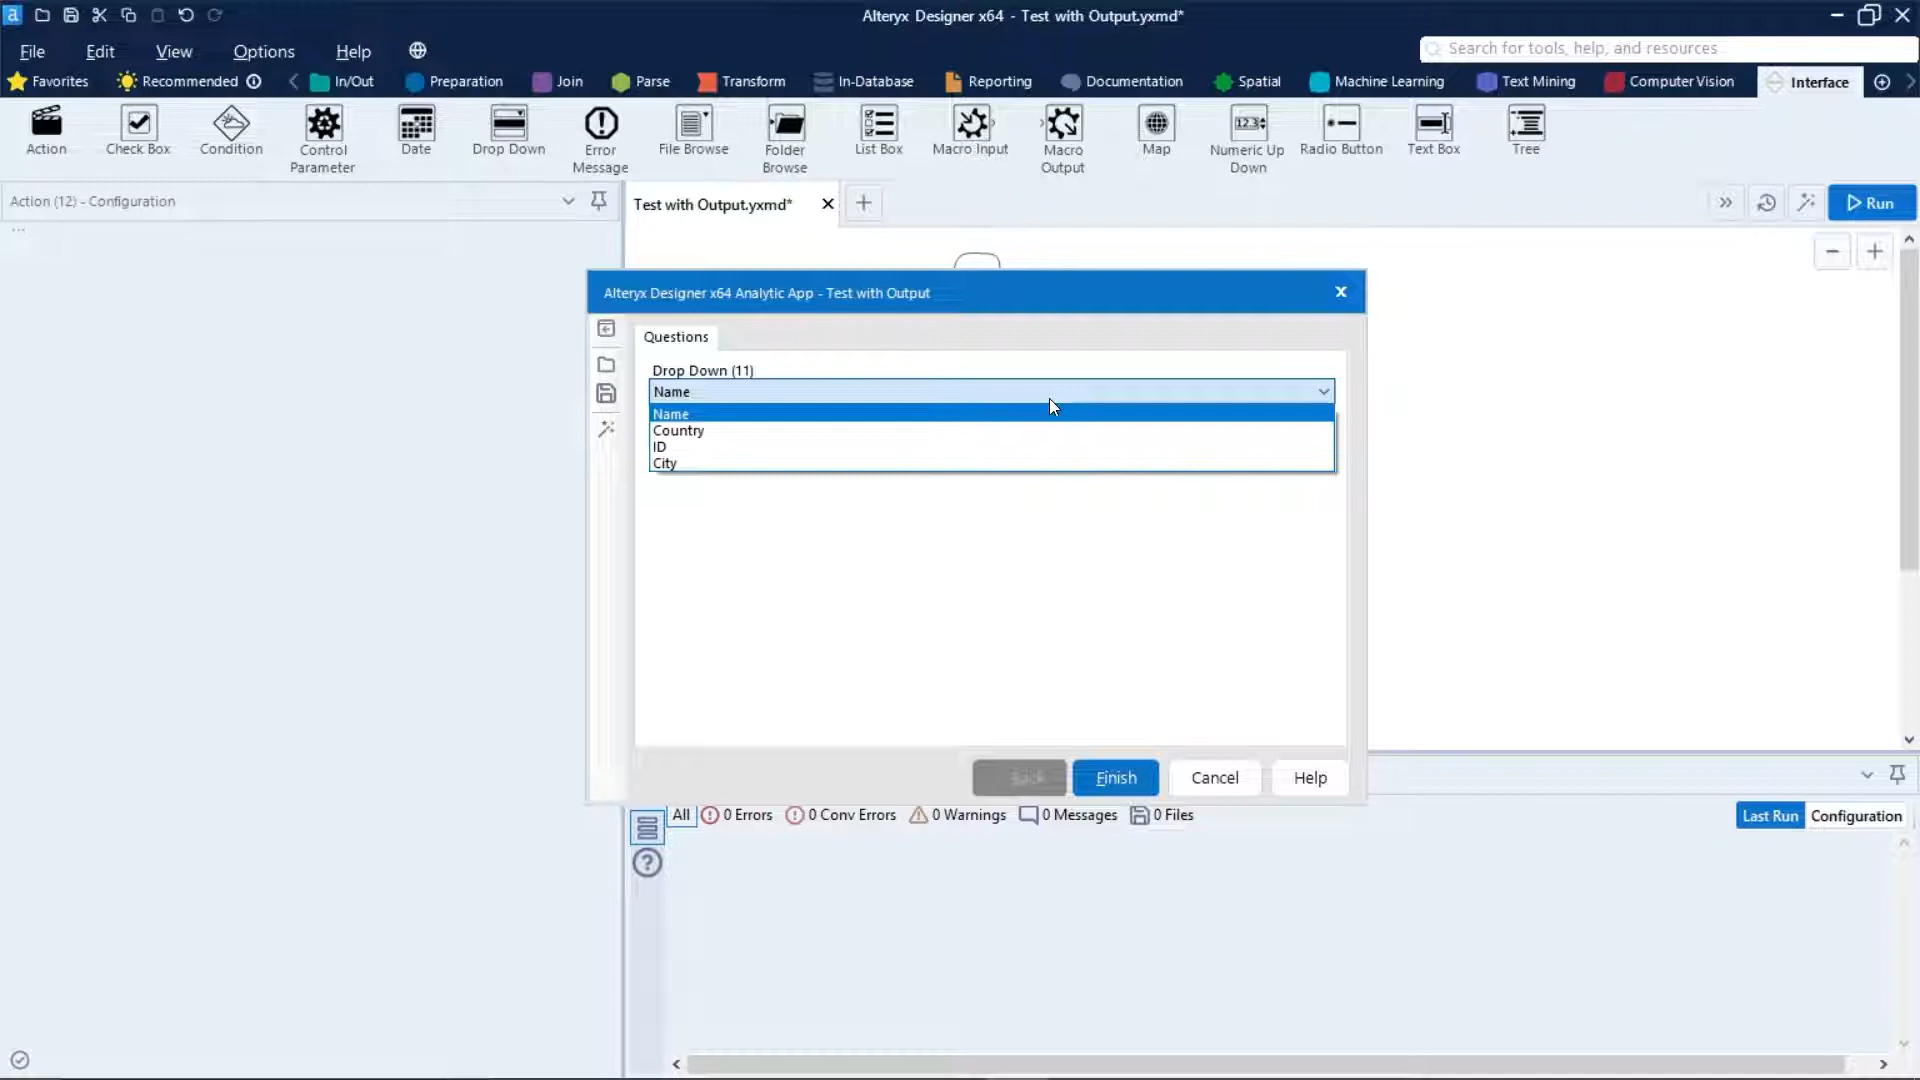 a
Alteryx Designer x64 - Test with Output.yxmd*
File Edit View Options Help
Search for tools, help, and resources
Favorites Recommended In/Out Preparation Join Parse Transform In-Database Reporting Documentation Spatial Machine Learning Text Mining Computer Vision Interface
Action Check Box Condition Control Parameter Date Drop Down Error Message File Browse Folder Browse List Box Macro Input Macro Output Map Numeric Up Down Radio Button Text Box Tree
12.3
Action (12) - Configuration
...
Test with Output.yxmd*
Run
Alteryx Designer x64 Analytic App - Test with Output
Questions
Drop Down (11)
Name
Name
Country
ID
City
Finish Cancel Help
All 0 Errors 0 Conv Errors 0 Warnings 0 Messages 0 Files
Last Run Configuration